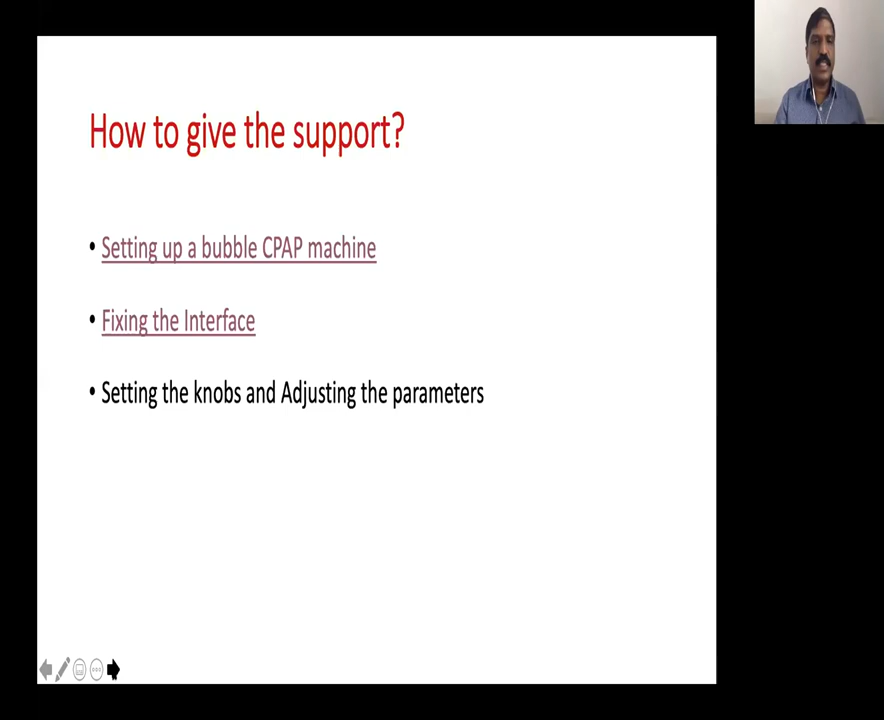 How to give the support?
• Setting up a bubble CPAP machine
• Fixing the Interface
• Setting the knobs and Adjusting the parameters